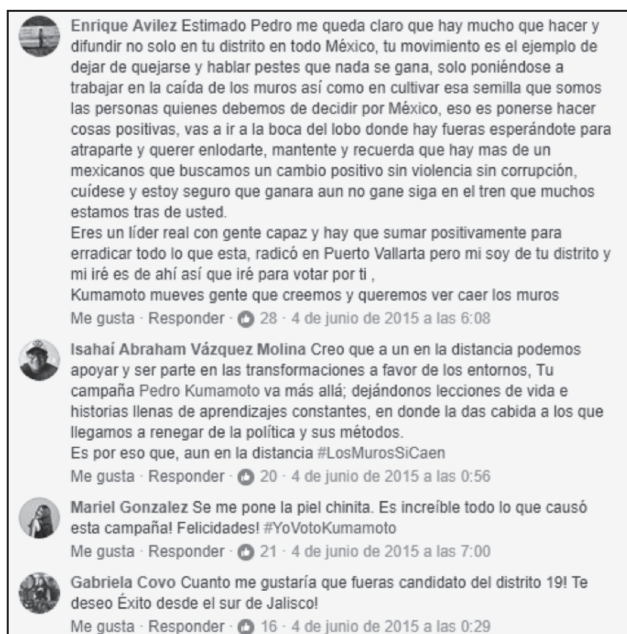 Enrique Avilez Estimado Pedro me queda claro que hay mucho que hacer y
difundir no solo en tu distrito en todo México, tu movimiento es el ejemplo de
dejar de quejarse y hablar pestes que nada se gana, solo poniéndose a
trabajar en la caída de los muros así como en cultivar esa semilla que somos
las personas quienes debemos de decidir por México, eso es ponerse hacer
cosas positivas, vas a ir a la boca del lobo donde hay fueras esperándote para
atraparte y querer enlodarte, mantente y recuerda que hay mas de un
mexicanos que buscamos un cambio positivo sin violencia sin corrupción,
cuídese y estoy seguro que ganara aun no gane siga en el tren que muchos
estamos tras de usted.
Eres un líder real con gente capaz y hay que sumar positivamente para
erradicar todo lo que esta, radicó en Puerto Vallarta pero mi soy de tu distrito y
mi iré es de ahí así que iré para votar por ti ,
Kumamoto mueves gente que creemos y queremos ver caer los muros
Me gusta · Responder · 28 · 4 de junio de 2015 a las 6:08
Isahaí Abraham Vázquez Molina Creo que a un en la distancia podemos
apoyar y ser parte en las transformaciones a favor de los entornos, Tu
campaña Pedro Kumamoto va más allá; dejándonos lecciones de vida e
historias llenas de aprendizajes constantes, en donde la das cabida a los que
llegamos a renegar de la política y sus métodos.
Es por eso que, aun en la distancia #LosMurosSiCaen
Me gusta · Responder · 20 · 4 de junio de 2015 a las 0:56
Mariel Gonzalez Se me pone la piel chinita. Es increíble todo lo que causó
esta campaña! Felicidades! #YoVotoKumamoto
Me gusta · Responder · 21 · 4 de junio de 2015 a las 7:00
Gabriela Covo Cuanto me gustaría que fueras candidato del distrito 19! Te
deseo Éxito desde el sur de Jalisco!
Me gusta · Responder · 16 · 4 de junio de 2015 a las 0:29